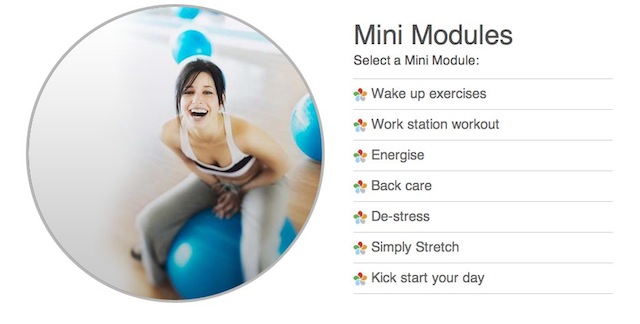 Mini Modules
Select a Mini Module:
Wake up exercises
Work station workout
Energise
Back care
De-stress
Simply Stretch
Kick start your day